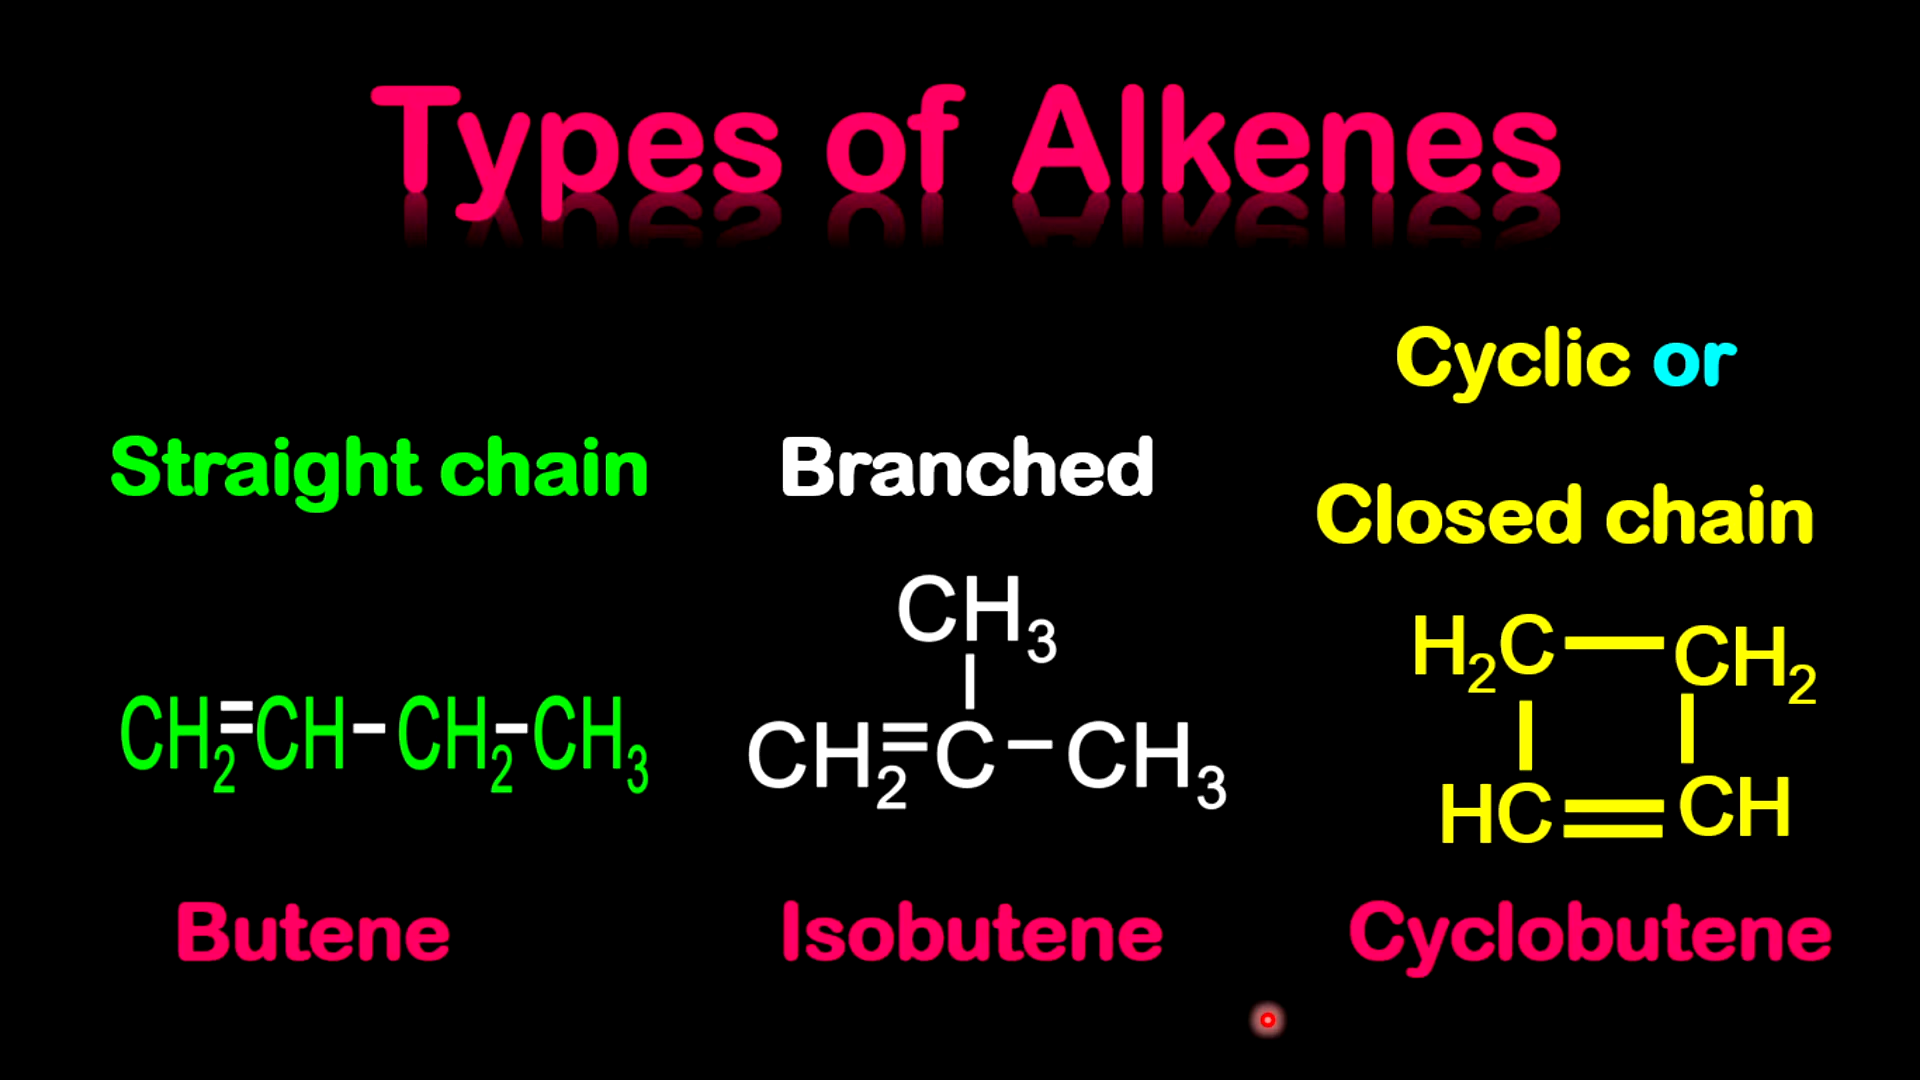 Types of Alkenes
Straight chain
CH₂=CH–CH₂–CH₃
Butene
Branched
CH₃
CH₂=C–CH₃
Isobutene
Cyclic or
Closed chain
H₂C—CH₂
HC=CH
Cyclobutene